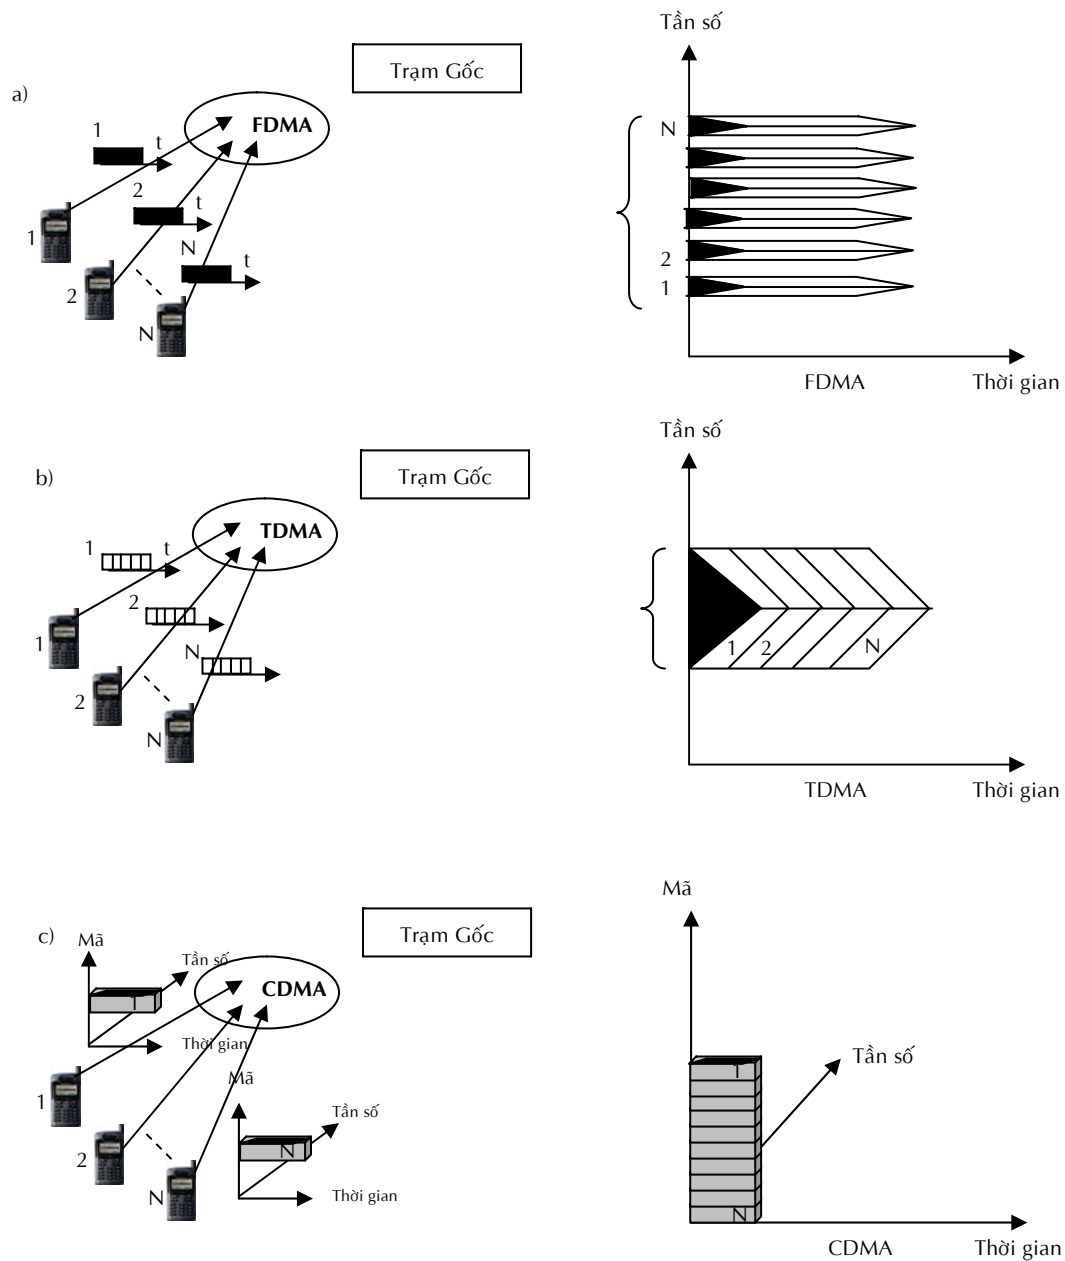 Trạm Gốc
a)
FDMA
1
t
2
t
N
t
1
2
N
Tần số
N
2
1
FDMA
Thời gian
Trạm Gốc
b)
TDMA
1
t
2
N
1
2
N
Tần số
1
2
N
TDMA
Thời gian
Trạm Gốc
c)
Mã
Tần số
1
Thời gian
CDMA
Mã
Tần số
N
Thời gian
1
2
N
Mã
1
Tần số
N
CDMA
Thời gian